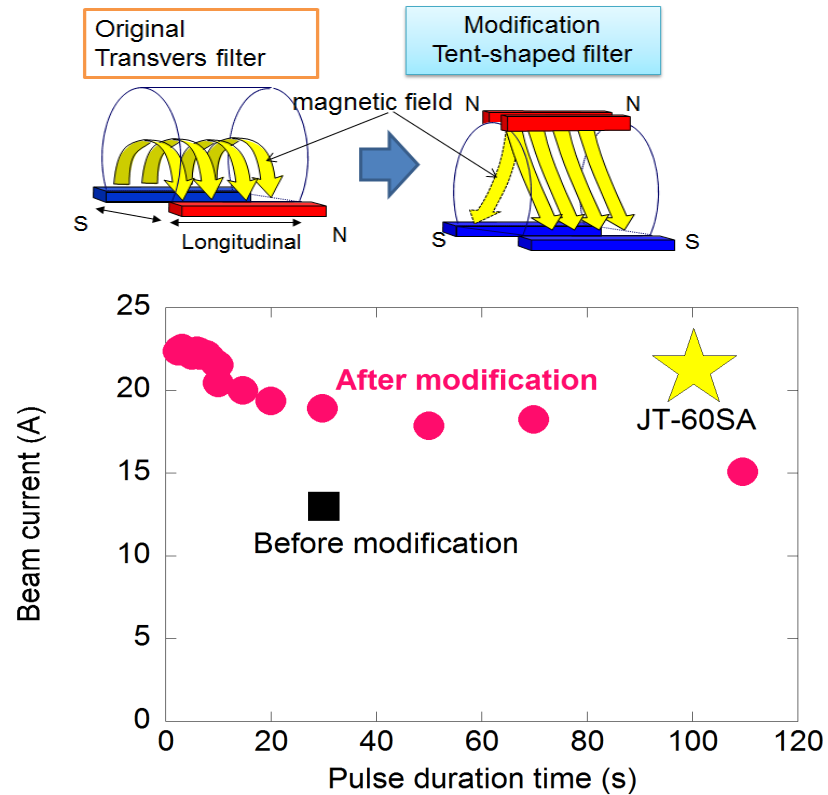 Original
Transvers filter
Modification
Tent-shaped filter
magnetic field
N
N
S
Longitudinal
N
S
S
25
20
15
10
5
0
Beam current (A)
After modification
JT-60SA
Before modification
0
20
40
60
80
100
120
Pulse duration time (s)